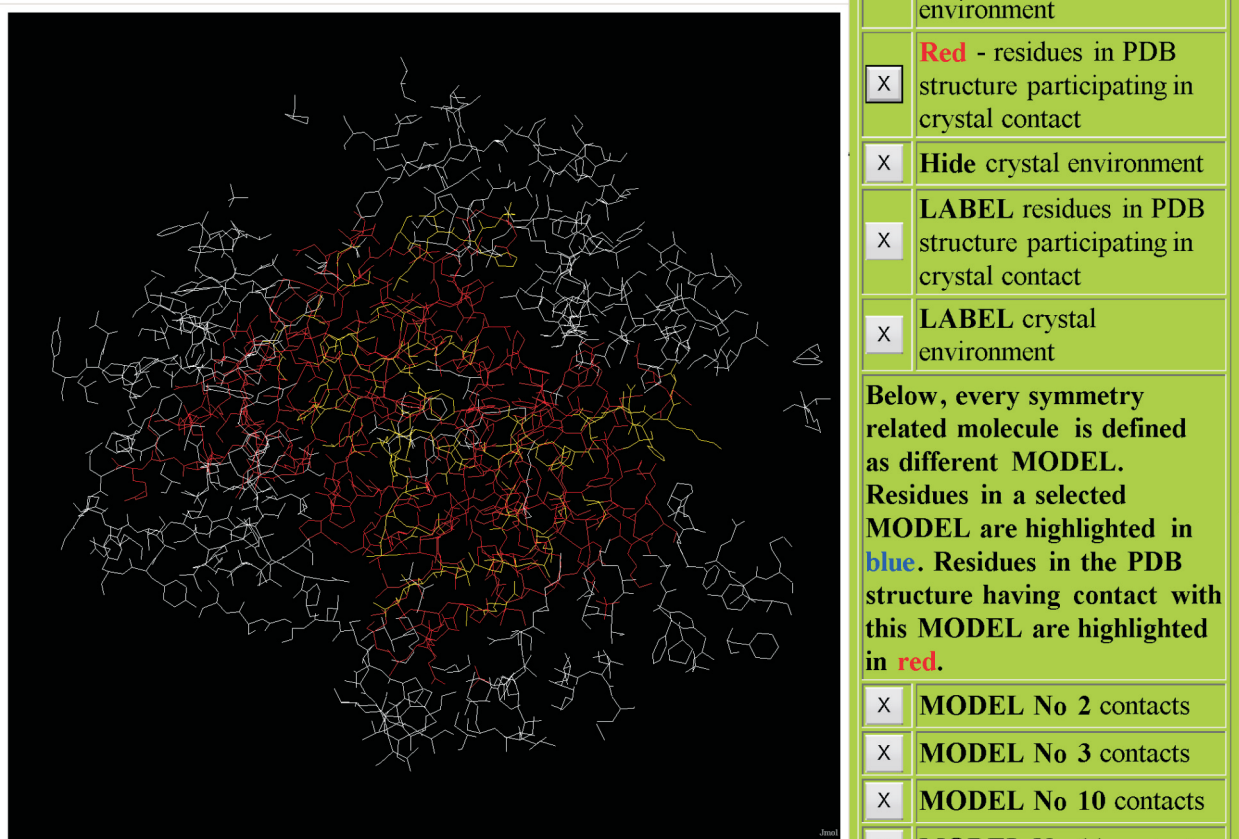 environment
Red - residues in PDB
structure participating in
crystal contact
X
Hide crystal environment
X
LABEL residues in PDB
structure participating in
crystal contact
X
LABEL crystal
environment
X
Below, every symmetry
related molecule is defined
as different MODEL.
Residues in a selected
MODEL are highlighted in
blue. Residues in the PDB
structure having contact with
this MODEL are highlighted
in red.
X
MODEL No 2 contacts
X
MODEL No 3 contacts
X
MODEL No 10 contacts
Jmol